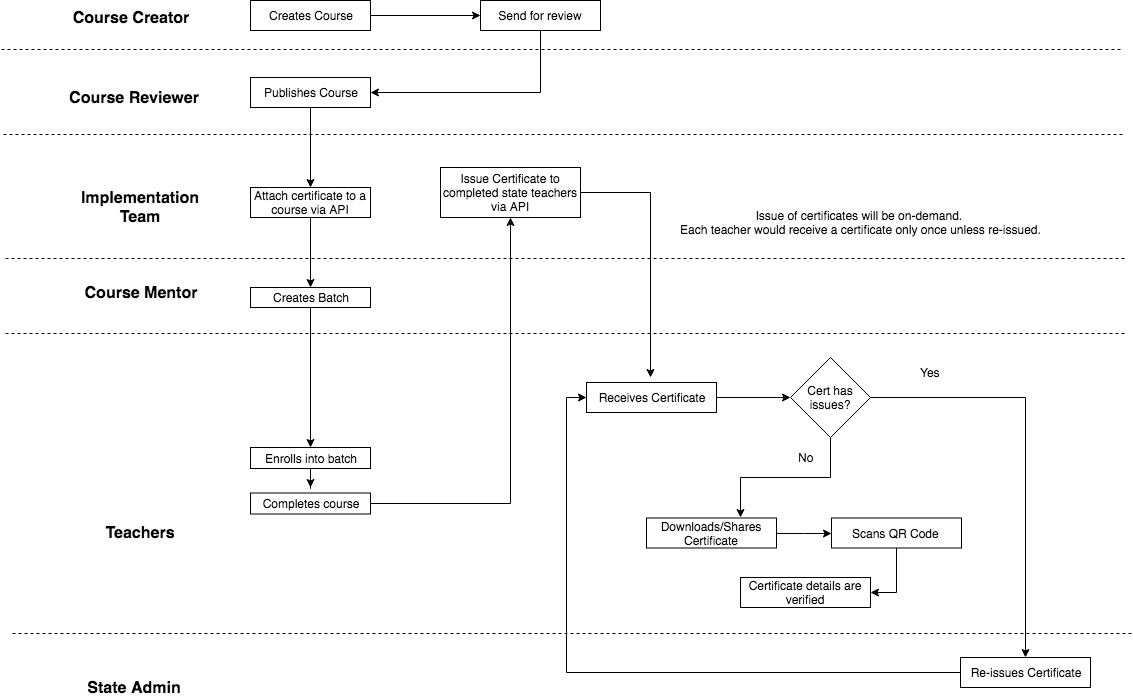 Course Creator
Creates Course
Send for review
Course Reviewer
Publishes Course
Implementation
Team
Attach certificate to a
course via API
Issue Certificate to
completed state teachers
via API
Issue of certificates will be on-demand.
Each teacher would receive a certificate only once unless re-issued.
Course Mentor
Creates Batch
Teachers
Enrolls into batch
Completes course
Receives Certificate
Cert has
issues?
Yes
No
Downloads/Shares
Certificate
Scans QR Code
Certificate details are
verified
State Admin
Re-issues Certificate